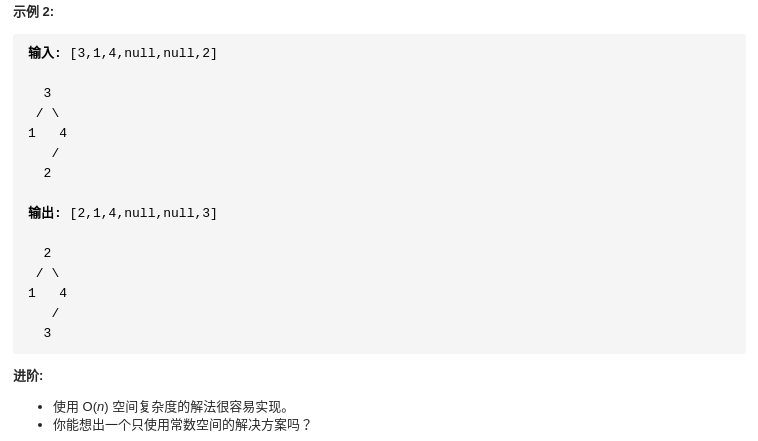 示例 2:
输入: [3,1,4,null,null,2]
3
/ \
1   4
/
2
输出: [2,1,4,null,null,3]
2
/ \
1   4
/
3
进阶:
• 使用 O(n) 空间复杂度的解法很容易实现。
• 你能想出一个只使用常数空间的解决方案吗？